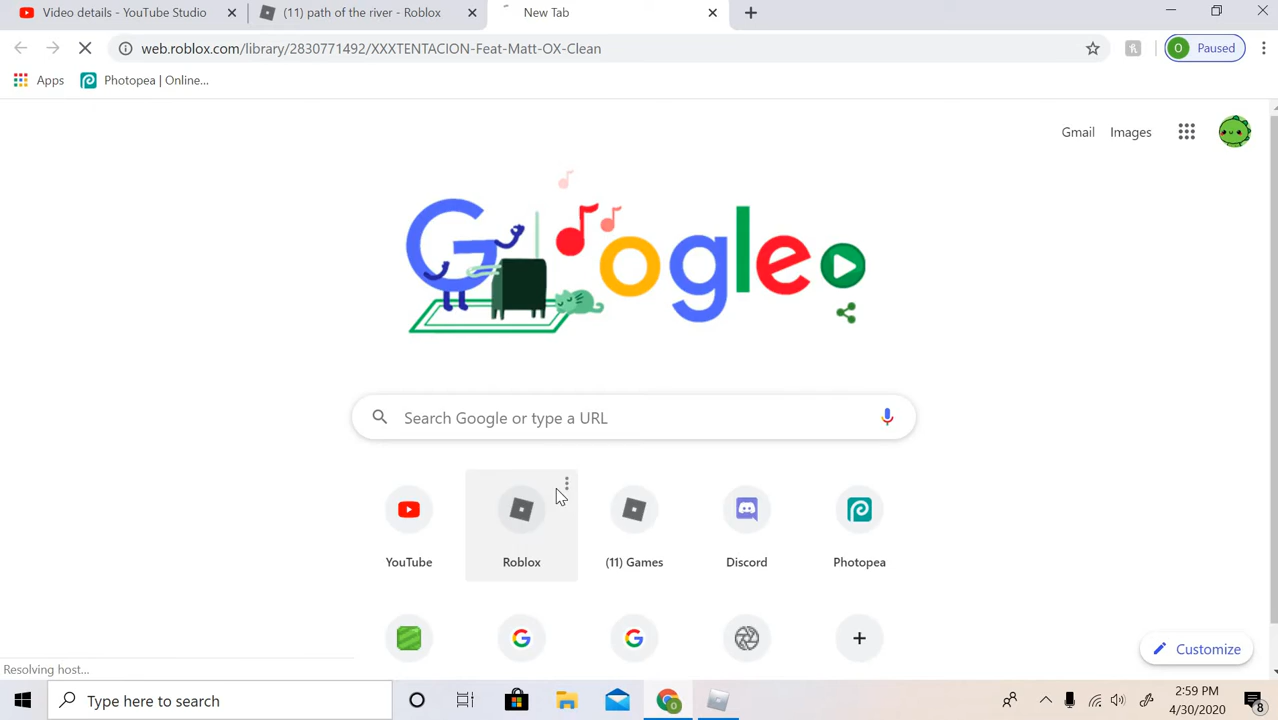 Video details - YouTube Studio
(11) path of the river - Roblox
New Tab
web.roblox.com/library/2830771492/XXXTENTACION-Feat-Matt-OX-Clean
O Paused
Apps
Photopea | Online...
Gmail
Images
Google
Search Google or type a URL
YouTube
Roblox
(11) Games
Discord
Photopea
Customize
Resolving host...
Type here to search
2:59 PM
4/30/2020
8